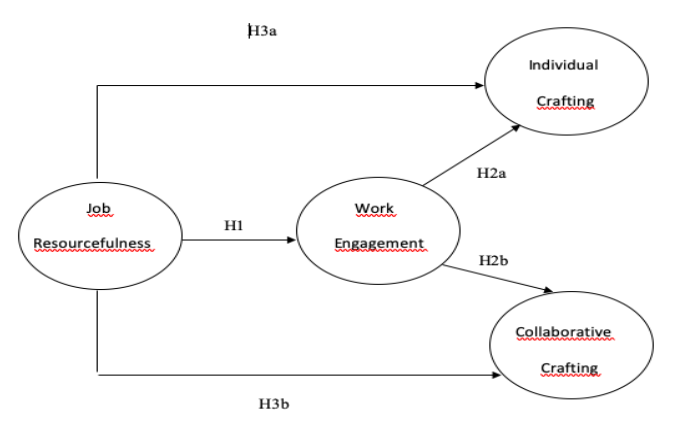 H3a
Individual
Crafting
H2a
Job
Resourcefulness
H1
Work
Engagement
H2b
Collaborative
Crafting
H3b